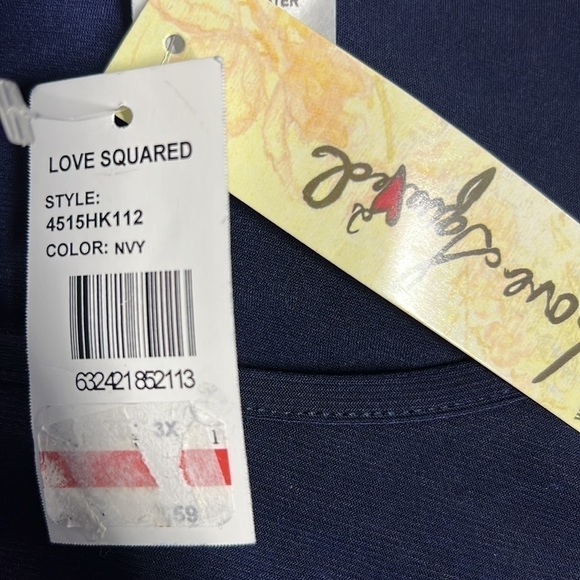 LOVE SQUARED
STYLE:
4515HK112
COLOR: NVY
632421852113
3X
1
59
love squared